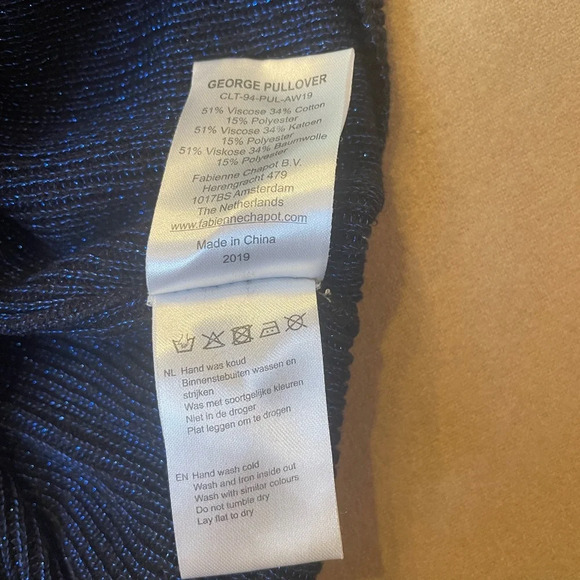 GEORGE PULLOVER
CLT-94-PUL-AW19
51% Viscose 34% Cotton
15% Polyester
51% Viscose 34% Katoen
15% Polyester
51% Viskose 34% Baumwolle
15% Polyester
Fabienne Chapot B.V.
Herengracht 479
1017BS Amsterdam
The Netherlands
www.fabiennechapot.com
Made in China
2019
NL Hand was koud
Binnenstebuiten wassen en
strijken
Was met soortgelijke kleuren
Niet in de droger
Plat leggen om te drogen
EN Hand wash cold
Wash and Iron inside out
Wash with similar colours
Do not tumble dry
Lay flat to dry